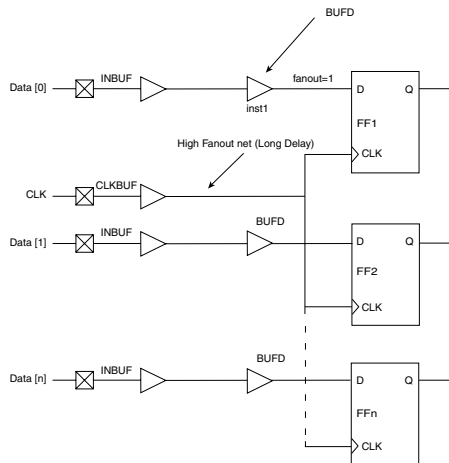 BUFD
Data [0]
INBUF
inst1
fanout=1
D
Q
FF1
CLK
High Fanout net (Long Delay)
CLK
CLKBUF
Data [1]
INBUF
BUFD
D
Q
FF2
CLK
Data [n]
INBUF
BUFD
D
Q
FFn
CLK